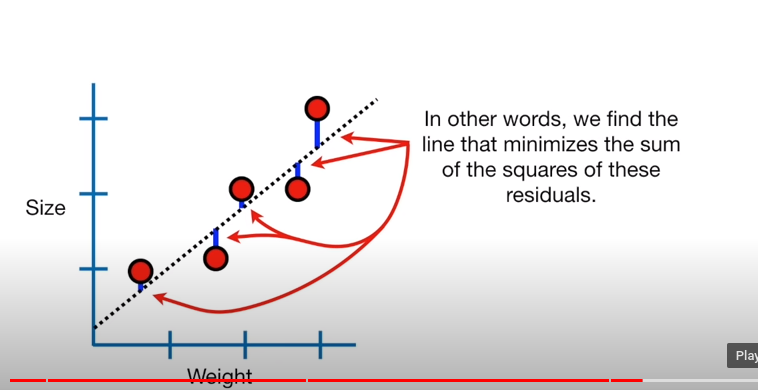 In other words, we find the
line that minimizes the sum
of the squares of these
residuals.
Size
Weight
Play